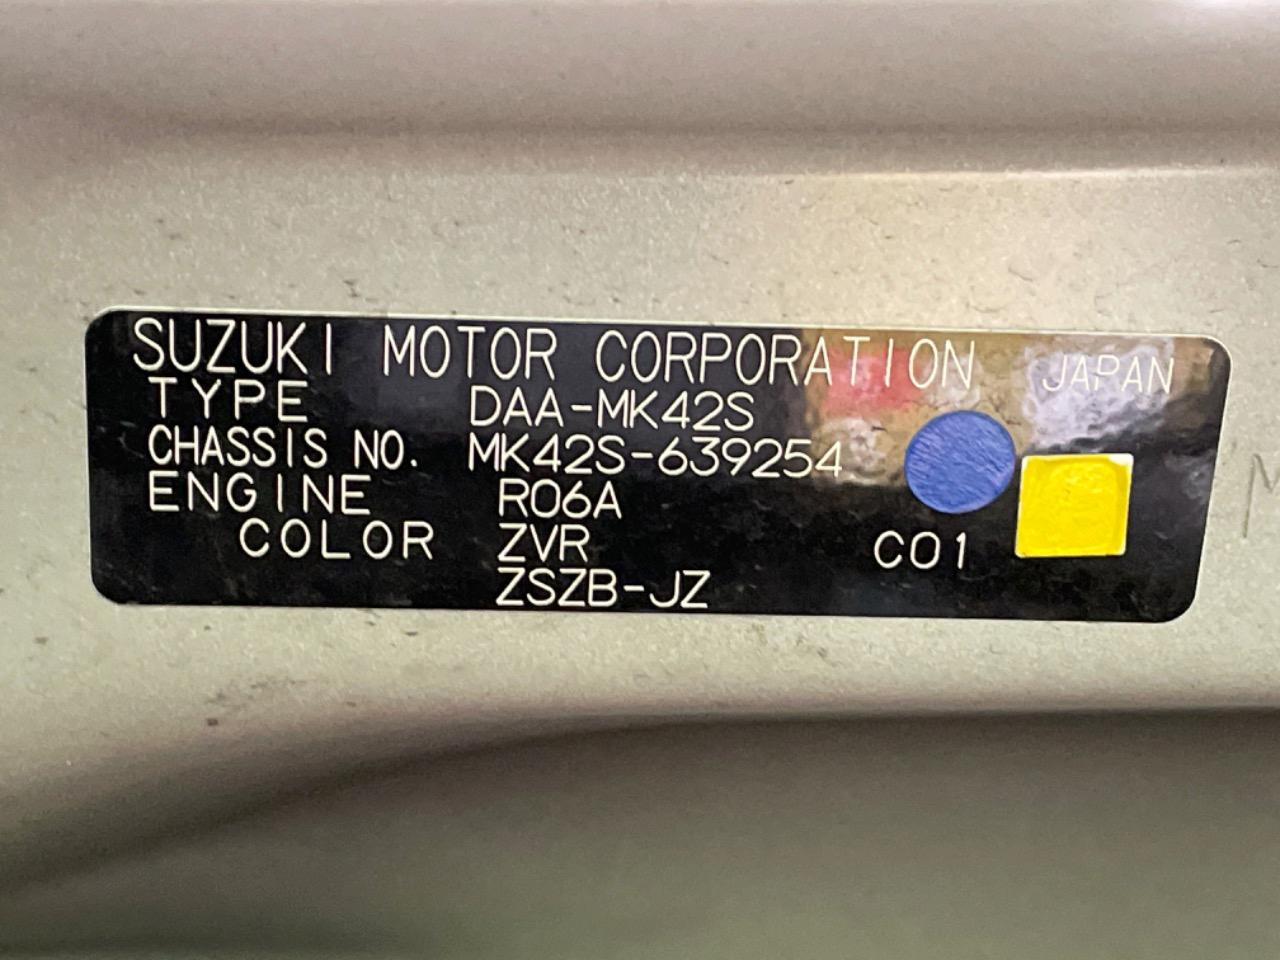 SUZUKI MOTOR CORPORATION JAPAN
TYPE DAA-MK42S
CHASSIS NO. MK42S-639254
ENGINE R06A
COLOR ZVR C01
ZSZB-JZ